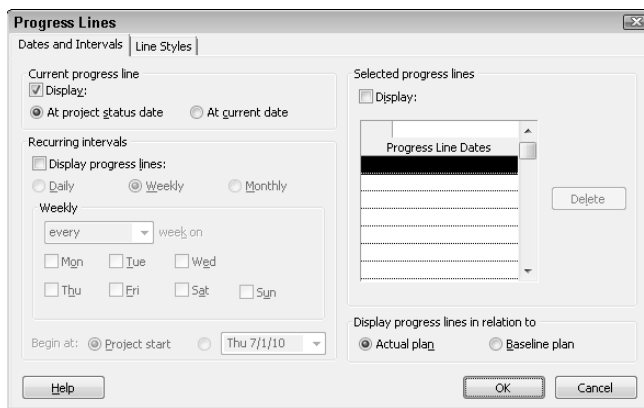 Progress Lines
Dates and Intervals
Line Styles
Current progress line
Display:
At project status date
At current date
Recurring intervals
Display progress lines:
Daily
Weekly
Monthly
Weekly
every
week on
Mon
Tue
Wed
Thu
Fri
Sat
Sun
Begin at:
Project start
Thu 7/1/10
Selected progress lines
Display:
Progress Line Dates
Delete
Display progress lines in relation to
Actual plan
Baseline plan
Help
OK
Cancel